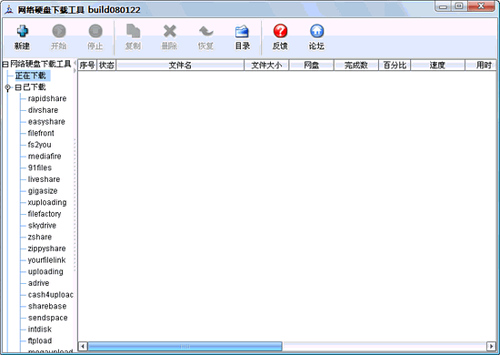 网络硬盘下载工具 build080122
新建 开始 停止 复制 删除 恢复 目录 反馈 论坛
网络硬盘下载工具
序号 状态 文件名 文件大小 网盘 完成数 百分比 速度 用时
正在下载
已下载
rapidshare
divshare
easyshare
filefront
fs2you
mediafire
91files
liveshare
gigasize
xuploading
filefactory
skydrive
zshare
zippyshare
yourfilelink
uploading
adrive
cash4upload
sharebase
sendspace
intdisk
ftpload
megaupload